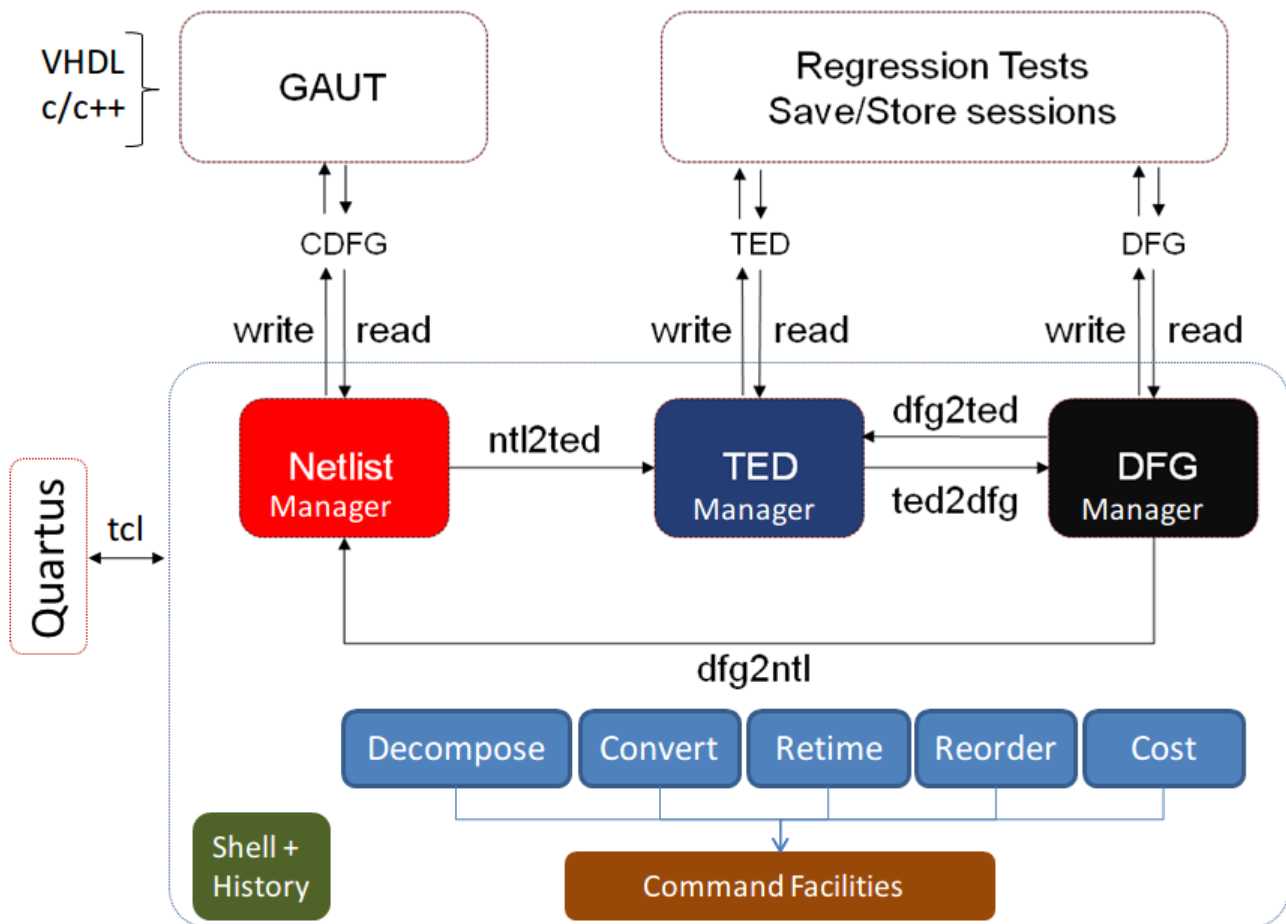 VHDL
c/c++
GAUT
Regression Tests
Save/Store sessions
CDFG
TED
DFG
write
read
write
read
write
read
Netlist
Manager
ntl2ted
TED
Manager
dfg2ted
ted2dfg
DFG
Manager
Quartus
tcl
dfg2ntl
Decompose
Convert
Retime
Reorder
Cost
Shell +
History
Command Facilities